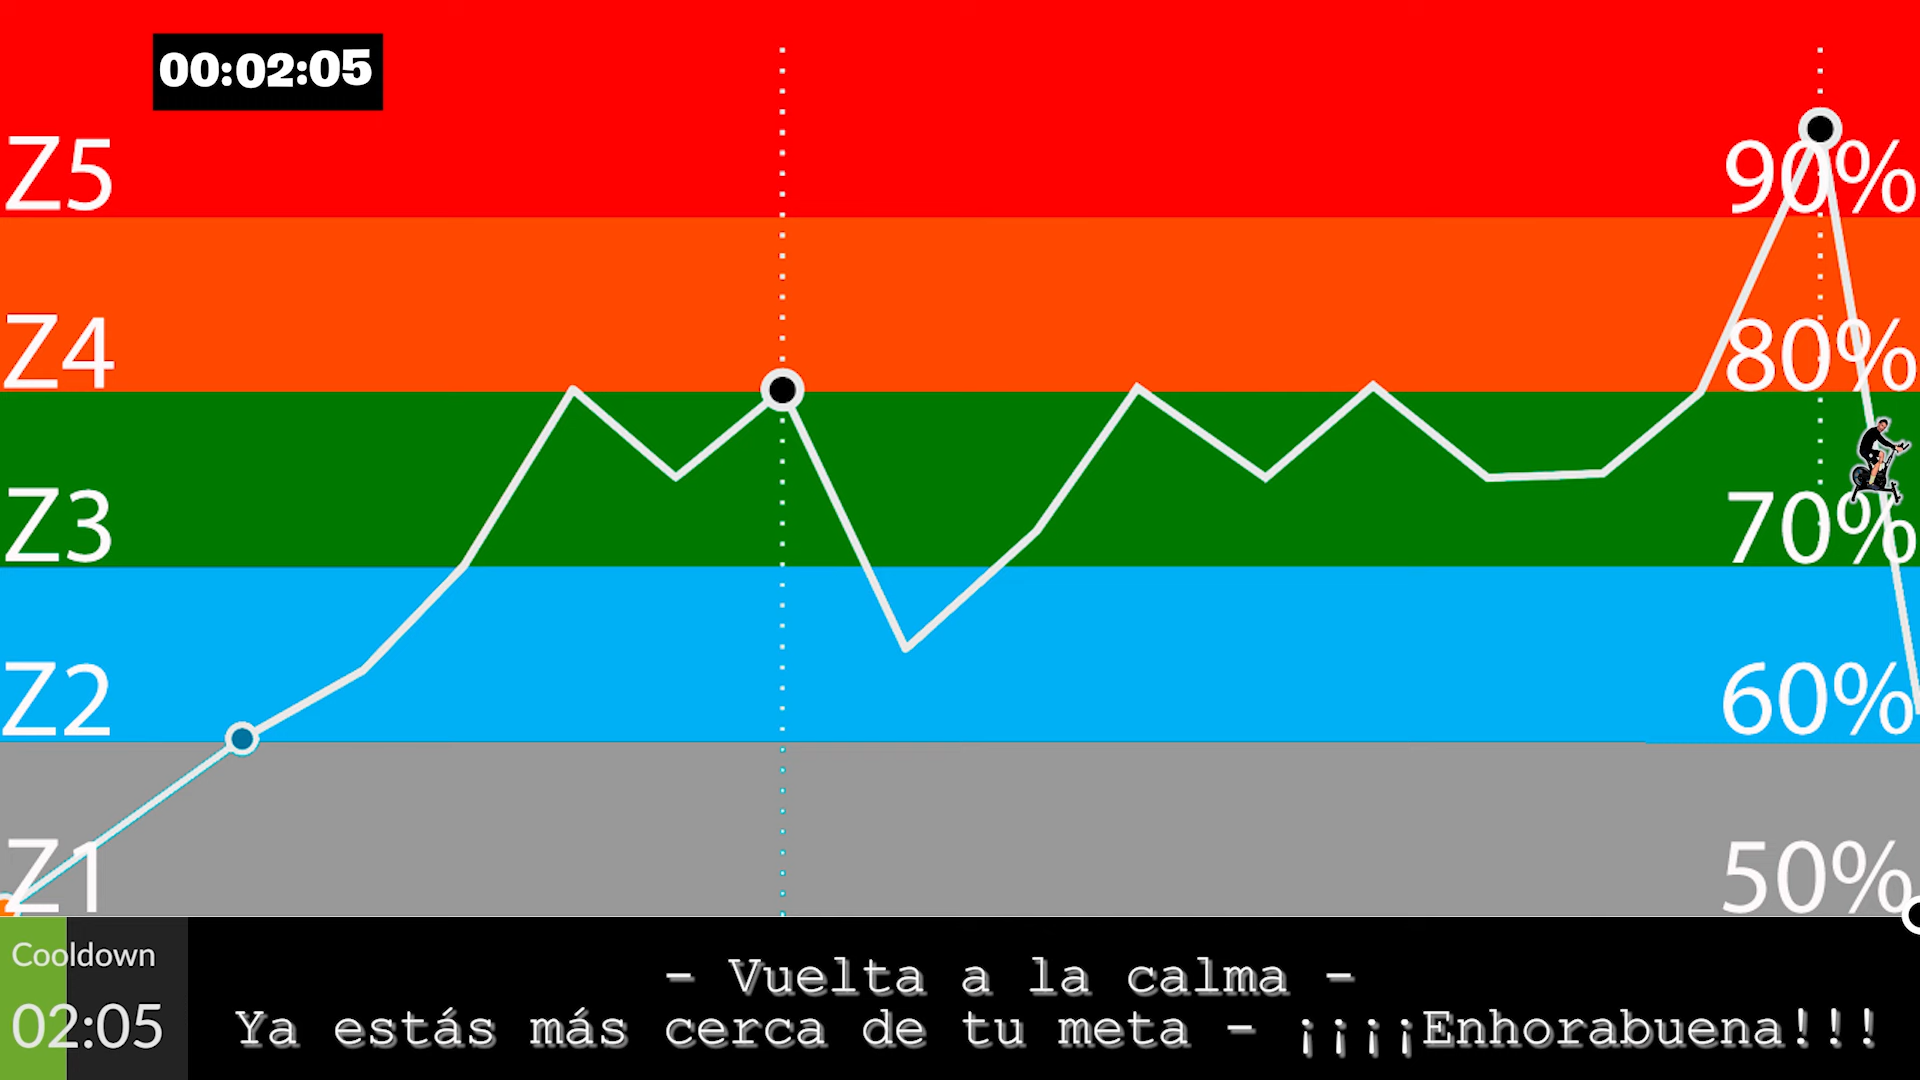 00:02:05
Z5 90%
Z4 80%
Z3 70%
Z2 60%
Z1 50%
Cooldown
02:05
- Vuelta a la calma -
Ya estás más cerca de tu meta - ¡¡¡¡Enhorabuena!!!